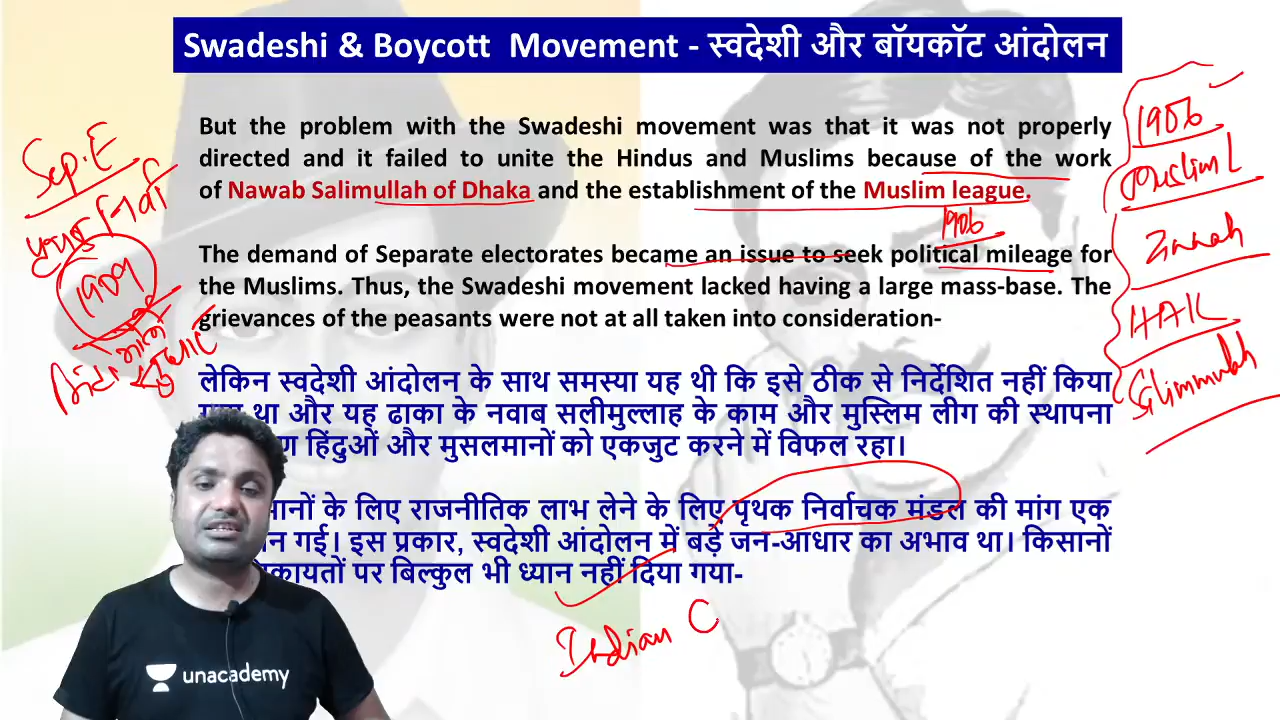 Swadeshi & Boycott Movement - स्वदेशी और बॉयकॉट आंदोलन
But the problem with the Swadeshi movement was that it was not properly
directed and it failed to unite the Hindus and Muslims because of the work
of Nawab Salimullah of Dhaka and the establishment of the Muslim league.
1906
The demand of Separate electorates became an issue to seek political mileage for
the Muslims. Thus, the Swadeshi movement lacked having a large mass-base. The
grievances of the peasants were not at all taken into consideration-
लेकिन स्वदेशी आंदोलन के साथ समस्या यह थी कि इसे ठीक से निर्देशित नहीं किया
था और यह ढाका के नवाब सलीमुल्लाह के काम और मुस्लिम लीग की स्थापना
हिंदुओं और मुसलमानों को एकजुट करने में विफल रहा।
के लिए राजनीतिक लाभ लेने के लिए पृथक निर्वाचक मंडल की मांग एक
गई। इस प्रकार, स्वदेशी आंदोलन में बड़े जन-आधार का अभाव था। किसानों
पर बिल्कुल भी ध्यान नहीं दिया गया-
Indian C
Sep. E
1909
1906
Muslim L
Jinnah
HAK
unacademy